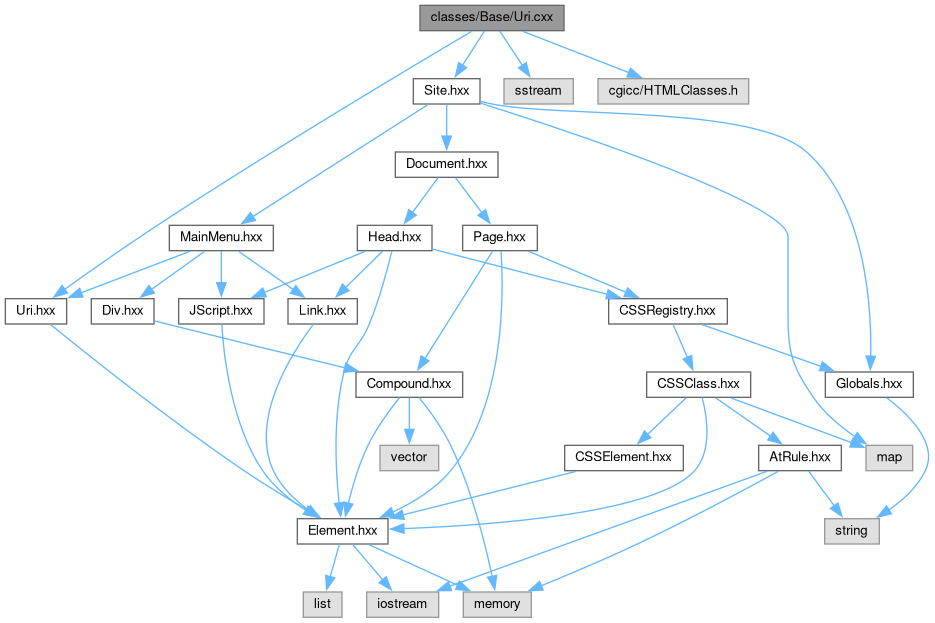 classes/Base/Uri.cxx
Site.hxx
sstream
cgicc/HTMLClasses.h
Document.hxx
MainMenu.hxx
Head.hxx
Page.hxx
Uri.hxx
Div.hxx
JScript.hxx
Link.hxx
CSSRegistry.hxx
Compound.hxx
CSSClass.hxx
Globals.hxx
vector
CSSElement.hxx
AtRule.hxx
map
Element.hxx
string
list
iostream
memory